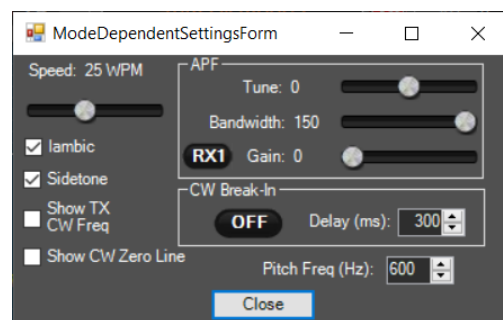 ModeDependentSettingsForm
Speed: 25 WPM
Iambic
Sidetone
Show TX
CW Freq
Show CW Zero Line
APF
Tune: 0
Bandwidth: 150
RX1 Gain: 0
CW Break-In
OFF Delay (ms): 300
Pitch Freq (Hz): 600
Close